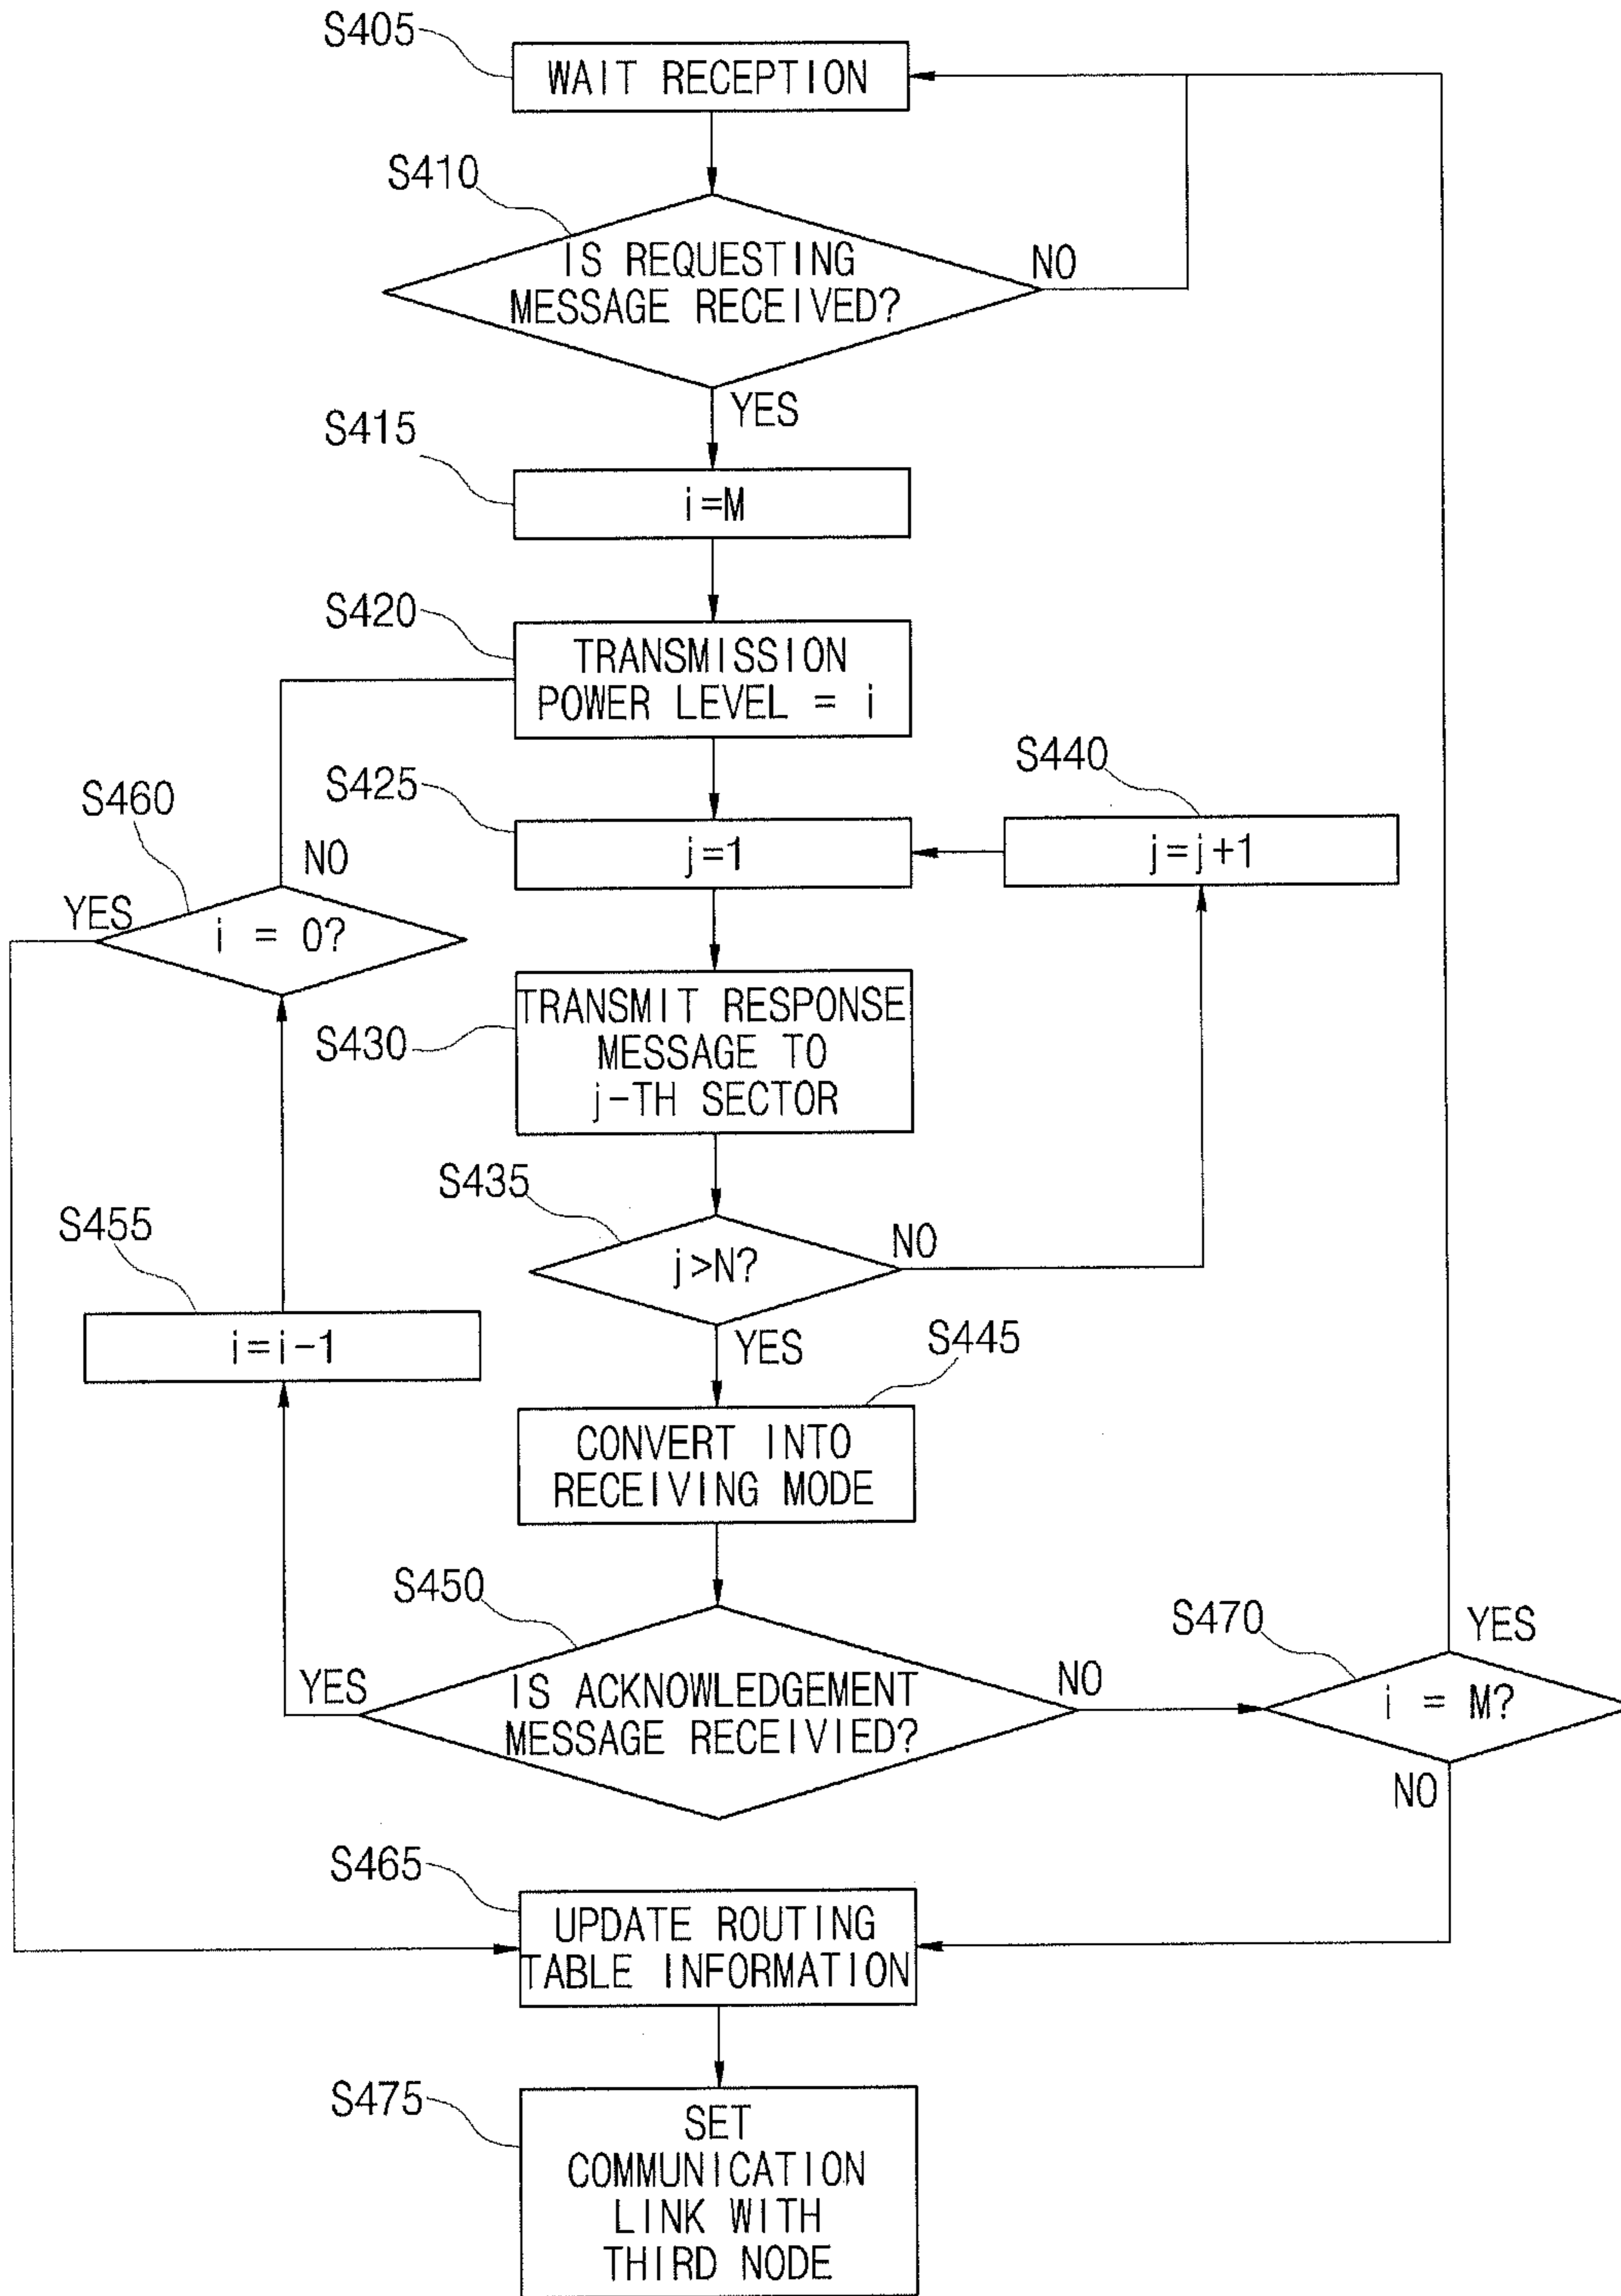 S405
WAIT RECEPTION
S410
IS REQUESTING
MESSAGE RECEIVED?
NO
YES
S415
i=M
S420
TRANSMISSION
POWER LEVEL = i
S440
S425
j=1
j=j+1
S460
NO
YES
i = 0?
S430
TRANSMIT RESPONSE
MESSAGE TO
j-TH SECTOR
S435
j>N?
NO
YES
S455
i=i-1
S445
CONVERT INTO
RECEIVING MODE
S450
YES
IS ACKNOWLEDGEMENT
MESSAGE RECEIVIED?
NO
S470
YES
i = M?
NO
S465
UPDATE ROUTING
TABLE INFORMATION
S475
SET
COMMUNICATION
LINK WITH
THIRD NODE